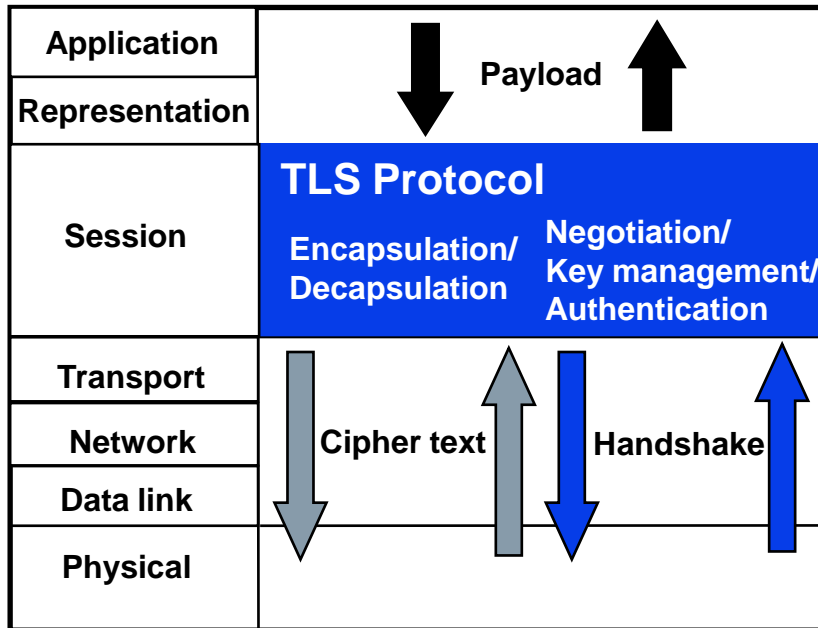 Application
Payload
Representation
TLS Protocol
Session
Encapsulation/
Decapsulation
Negotiation/
Key management/
Authentication
Transport
Network
Cipher text
Handshake
Data link
Physical